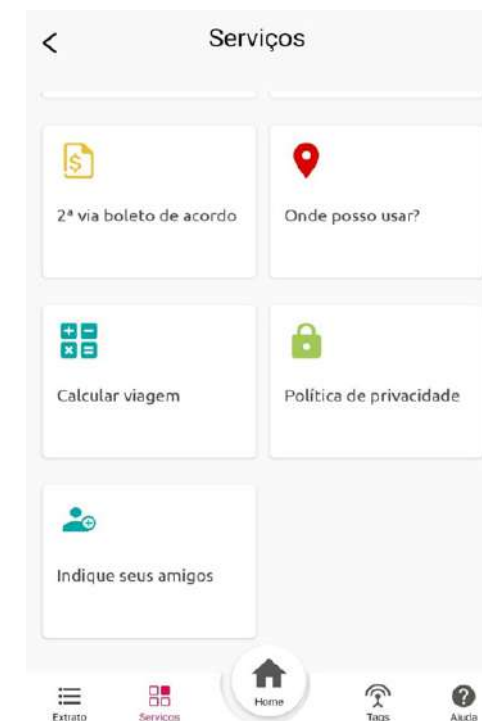 Serviços
2ª via boleto de acordo
Onde posso usar?
Calcular viagem
Política de privacidade
Indique seus amigos
Extrato
Serviços
Home
Tags
Ajuda